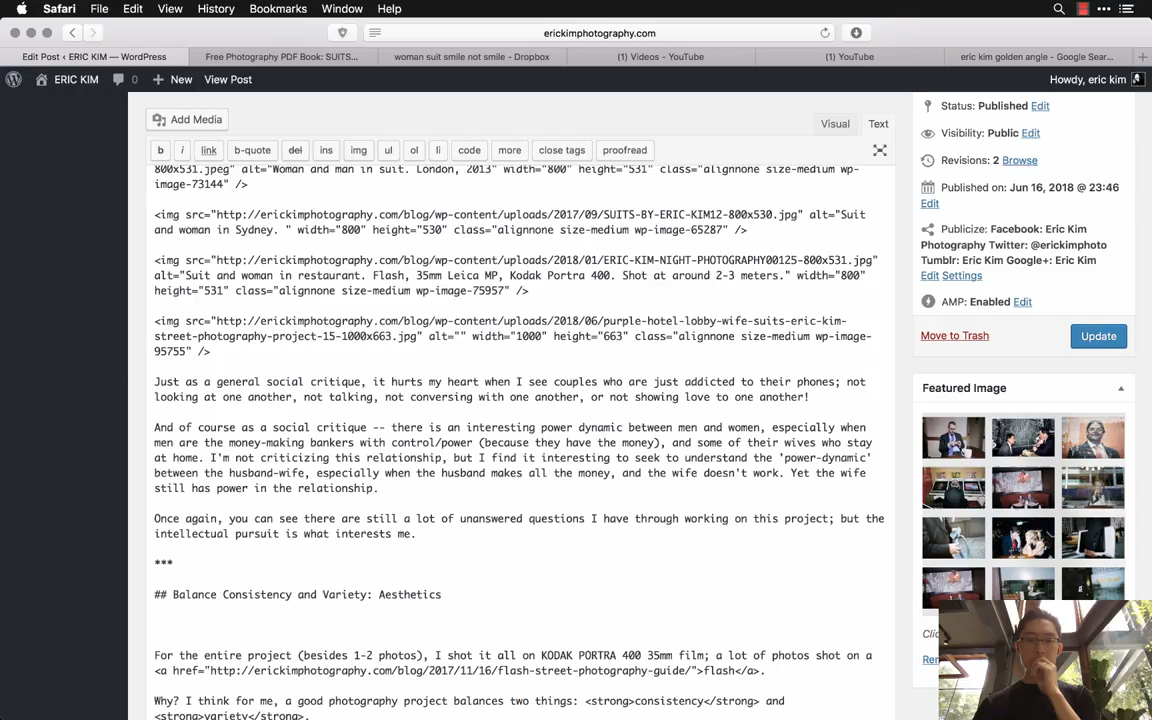 Safari File Edit View History Bookmarks Window Help
erickimphotography.com
Edit Post ‹ ERIC KIM — WordPress
Free Photography PDF Book: SUITS...
woman suit smile not smile - Dropbox
(1) Videos - YouTube
(1) YouTube
eric kim golden angle - Google Sear...
ERIC KIM 0 New View Post
Howdy, eric kim
Add Media
Visual Text
b i link b-quote del ins img ul ol li code more close tags proofread
800x531.jpeg" alt="Woman and man in suit. London, 2013" width="800" height="531" class="alignnone size-medium wp-
image-73144" />
<img src="http://erickimphotography.com/blog/wp-content/uploads/2017/09/SUITS-BY-ERIC-KIM12-800x530.jpg" alt="Suit
and woman in Sydney. " width="800" height="530" class="alignnone size-medium wp-image-65287" />
<img src="http://erickimphotography.com/blog/wp-content/uploads/2018/01/ERIC-KIM-NIGHT-PHOTOGRAPHY00125-800x531.jpg"
alt="Suit and woman in restaurant. Flash, 35mm Leica MP, Kodak Portra 400. Shot at around 2-3 meters." width="800"
height="531" class="alignnone size-medium wp-image-75957" />
<img src="http://erickimphotography.com/blog/wp-content/uploads/2018/06/purple-hotel-lobby-wife-suits-eric-kim-
street-photography-project-15-1000x663.jpg" alt="" width="1000" height="663" class="alignnone size-medium wp-image-
95755" />
Just as a general social critique, it hurts my heart when I see couples who are just addicted to their phones; not
looking at one another, not talking, not conversing with one another, or not showing love to one another!
And of course as a social critique -- there is an interesting power dynamic between men and women, especially when
men are the money-making bankers with control/power (because they have the money), and some of their wives who stay
at home. I'm not criticizing this relationship, but I find it interesting to seek to understand the 'power-dynamic'
between the husband-wife, especially when the husband makes all the money, and the wife doesn't work. Yet the wife
still has power in the relationship.
Once again, you can see there are still a lot of unanswered questions I have through working on this project; but the
intellectual pursuit is what interests me.
***
## Balance Consistency and Variety: Aesthetics
For the entire project (besides 1-2 photos), I shot it all on KODAK PORTRA 400 35mm film; a lot of photos shot on a
<a href="http://erickimphotography.com/blog/2017/11/16/flash-street-photography-guide/">flash</a>.
Why? I think for me, a good photography project balances two things: <strong>consistency</strong> and
<strong>variety</strong>.
Status: Published Edit
Visibility: Public Edit
Revisions: 2 Browse
Published on: Jun 16, 2018 @ 23:46
Edit
Publicize: Facebook: Eric Kim
Photography Twitter: @erickimphoto
Tumblr: Eric Kim Google+: Eric Kim
Edit Settings
AMP: Enabled Edit
Move to Trash
Update
Featured Image